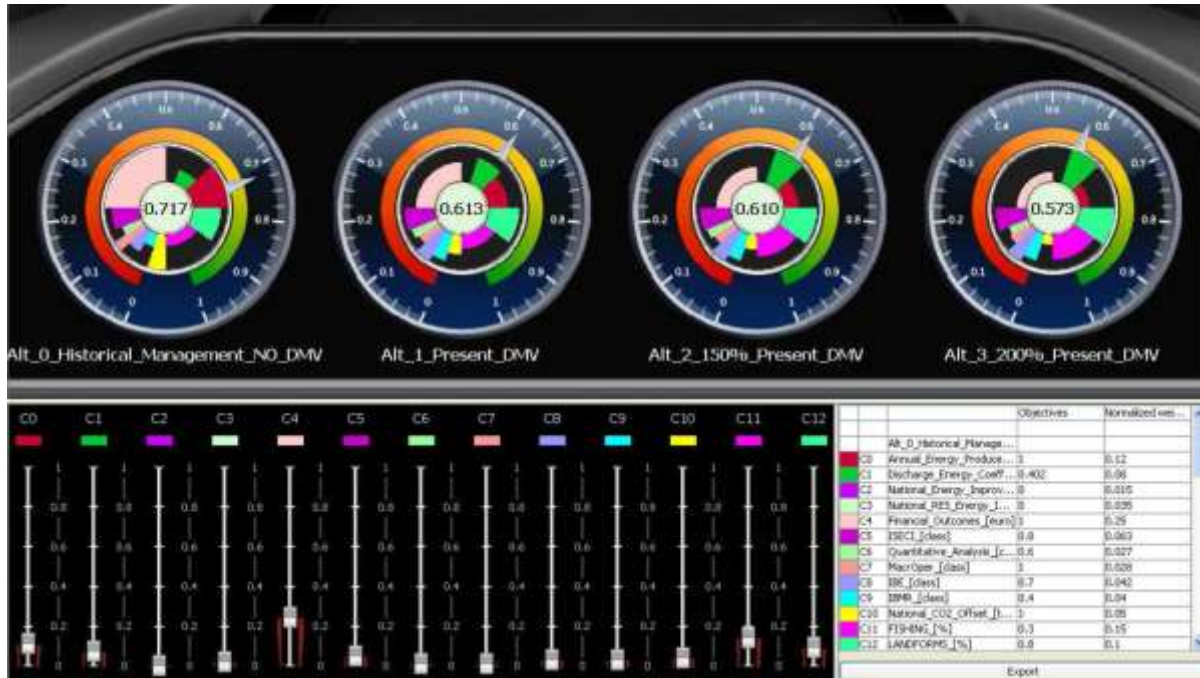 0.717
0.613
0.610
0.573
Alt_0_Historical_Management_NO_DMV
Alt_1_Present_DMV
Alt_2_150%_Present_DMV
Alt_3_200%_Present_DMV
C0 C1 C2 C3 C4 C5 C6 C7 C8 C9 C10 C11 C12
Objectives Normalized wei...
Alt_0_Historical_Manage...
C0 Annual_Energy_Produce... 1 0.12
C1 Discharge_Energy_Coeff... 0.402 0.06
C2 National_Energy_Improv... 0 0.015
C3 National_RES_Energy_I... 0 0.035
C4 Financial_Outcomes_[euro] 1 0.25
C5 ISECI_[class] 0.8 0.063
C6 Quantitative_Analysis_[c... 0.6 0.027
C7 MacrOper_[class] 1 0.028
C8 IBE_[class] 0.7 0.042
C9 IBMR_[class] 0.4 0.04
C10 National_CO2_Offset_[t... 1 0.05
C11 FISHING_[%] 0.3 0.15
C12 LANDFORMS_[%] 0.8 0.1
Export